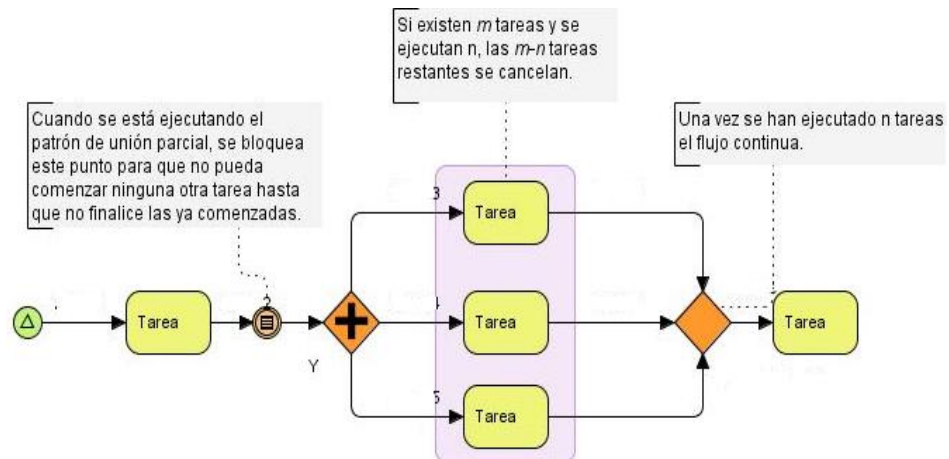 Si existen m tareas y se
ejecutan n, las m-n tareas
restantes se cancelan.
Cuando se está ejecutando el
patrón de unión parcial, se bloquea
este punto para que no pueda
comenzar ninguna otra tarea hasta
que no finalice las ya comenzadas.
Una vez se han ejecutado n tareas
el flujo continua.
3
Tarea
Tarea
2
Y
4
Tarea
Tarea
5
Tarea